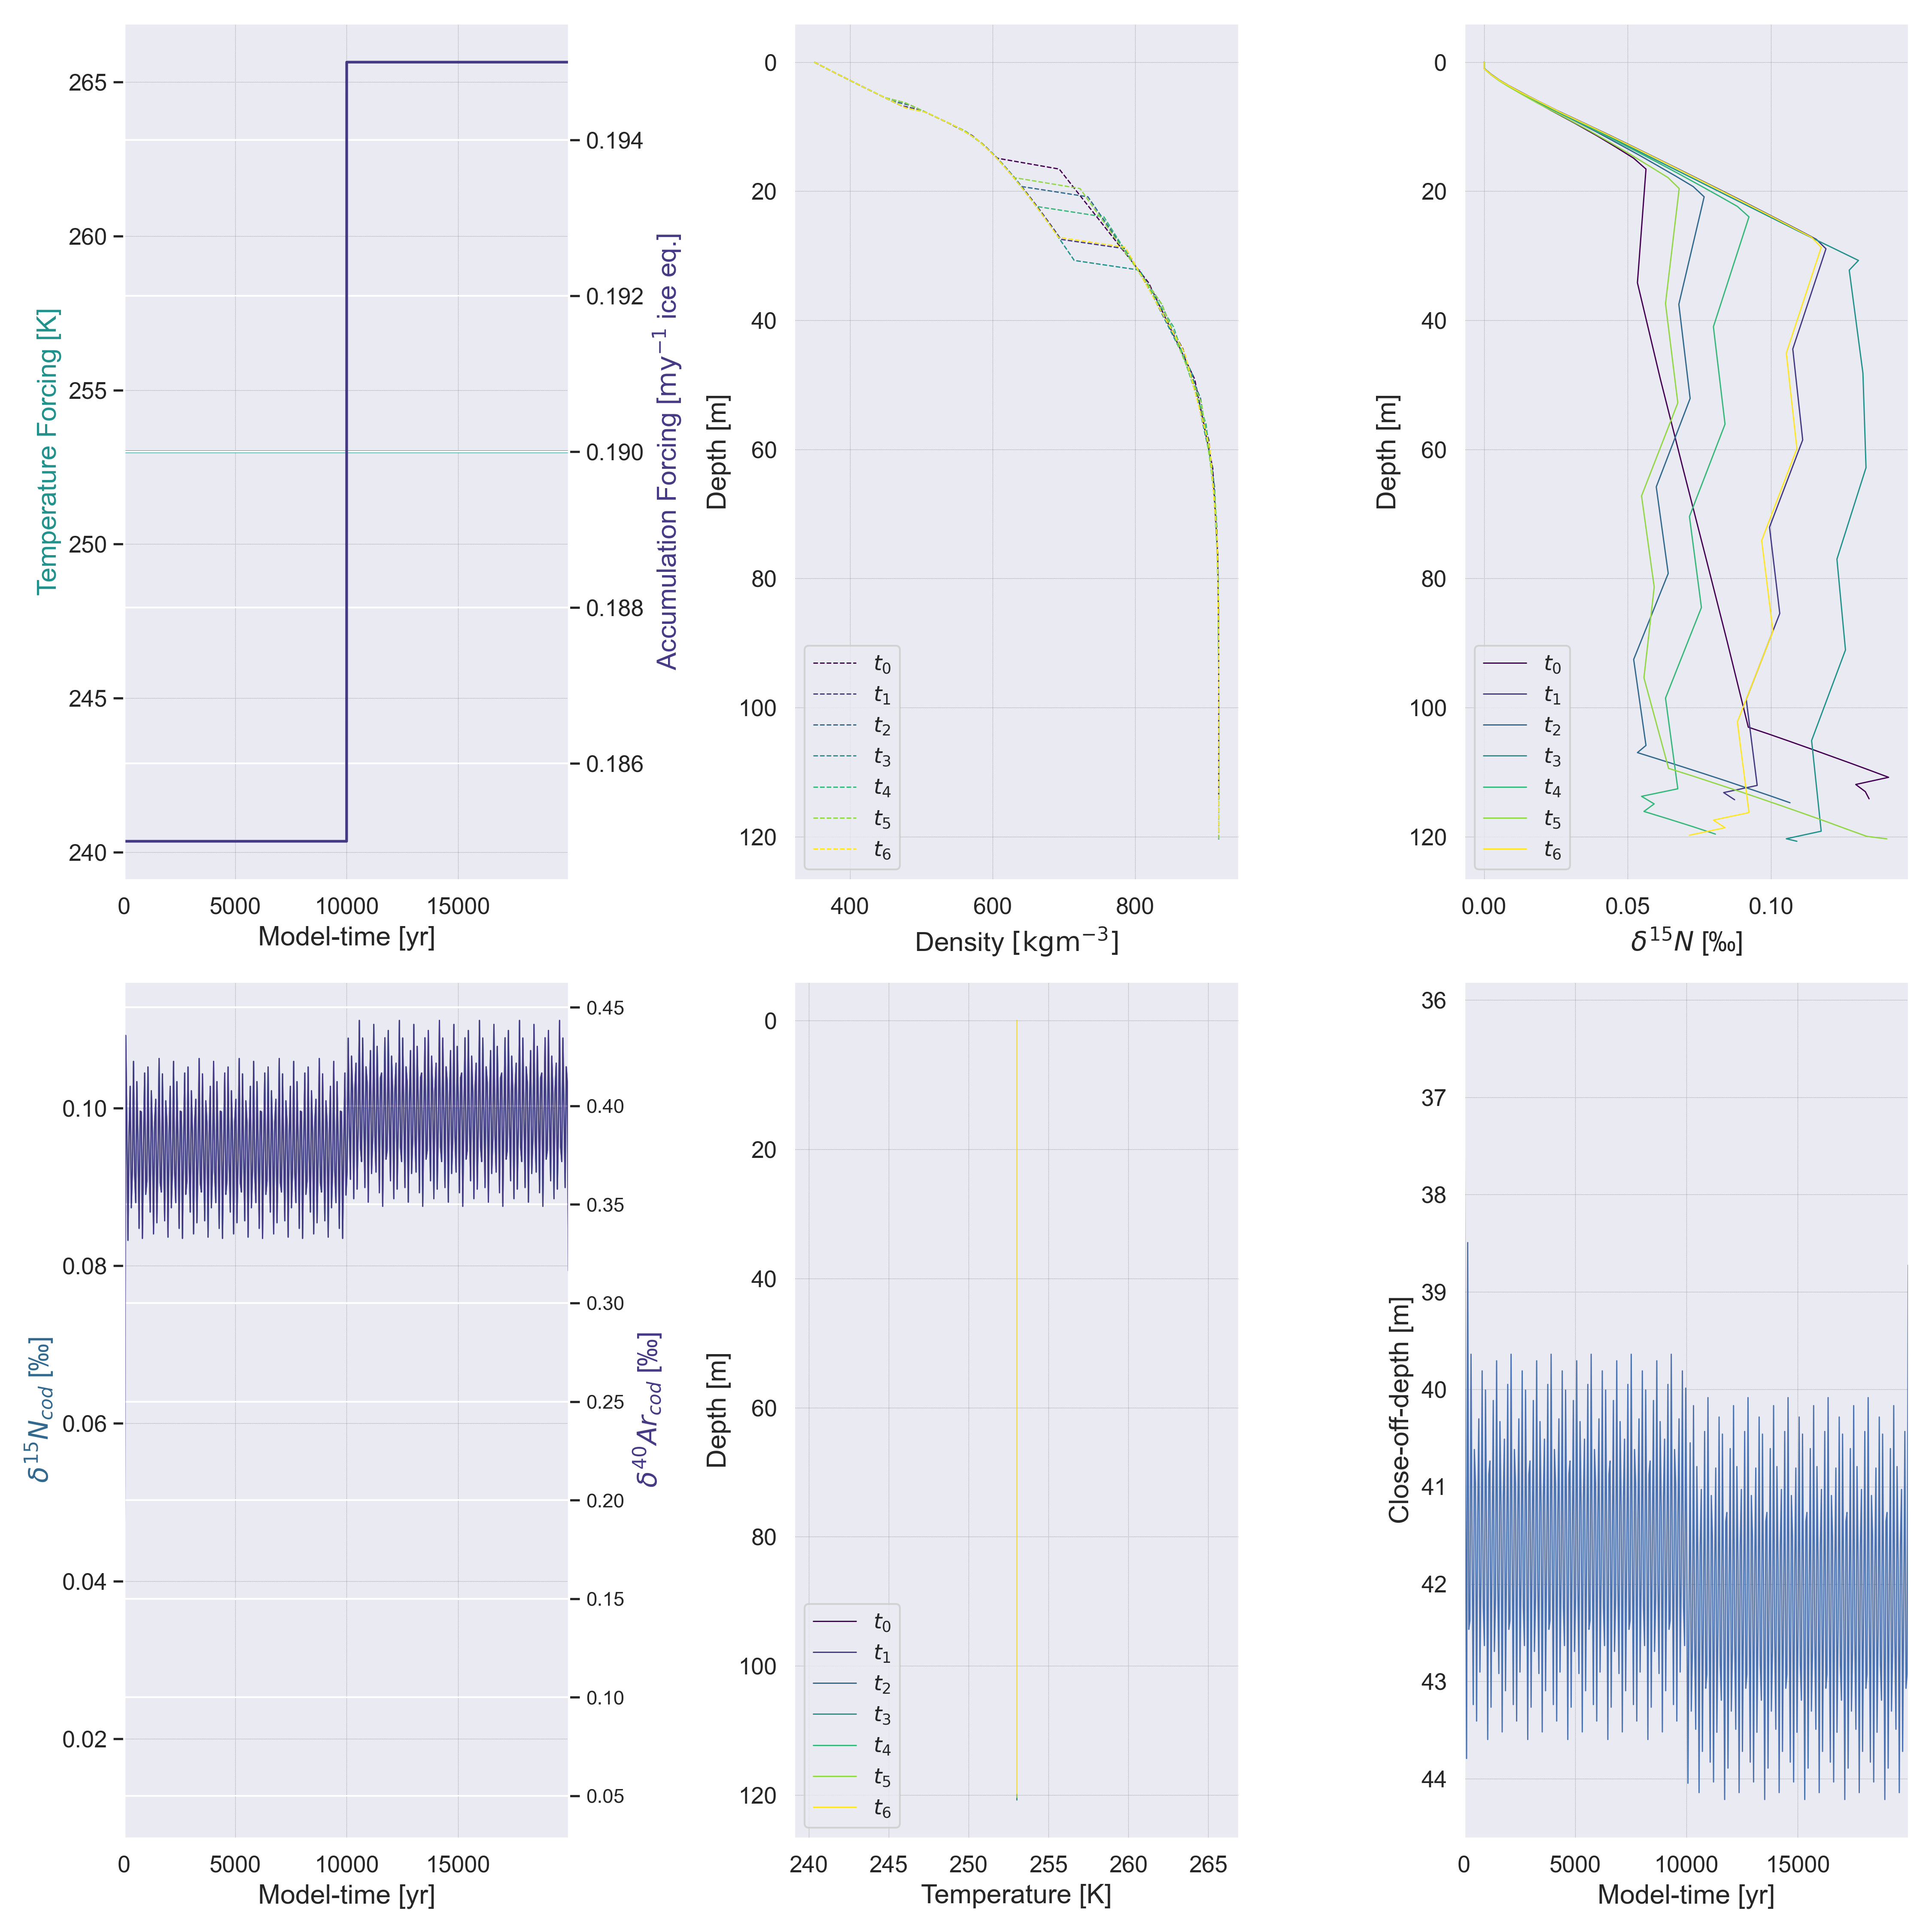 265
260
255
250
245
240
Temperature Forcing [K]
0.194
0.192
0.190
0.188
0.186
Accumulation Forcing [my⁻¹ ice eq.]
0 5000 10000 15000
Model-time [yr]
0
20
40
60
80
100
120
Depth [m]
t₀
t₁
t₂
t₃
t₄
t₅
t₆
400 600 800
Density [kgm⁻³]
0
20
40
60
80
100
120
Depth [m]
t₀
t₁
t₂
t₃
t₄
t₅
t₆
0.00 0.05 0.10
δ¹⁵N [‰]
0.10
0.08
0.06
0.04
0.02
δ¹⁵N_cod [‰]
0.45
0.40
0.35
0.30
0.25
0.20
0.15
0.10
0.05
δ⁴⁰Ar_cod [‰]
0 5000 10000 15000
Model-time [yr]
0
20
40
60
80
100
120
Depth [m]
t₀
t₁
t₂
t₃
t₄
t₅
t₆
240 245 250 255 260 265
Temperature [K]
36
37
38
39
40
41
42
43
44
Close-off-depth [m]
0 5000 10000 15000
Model-time [yr]